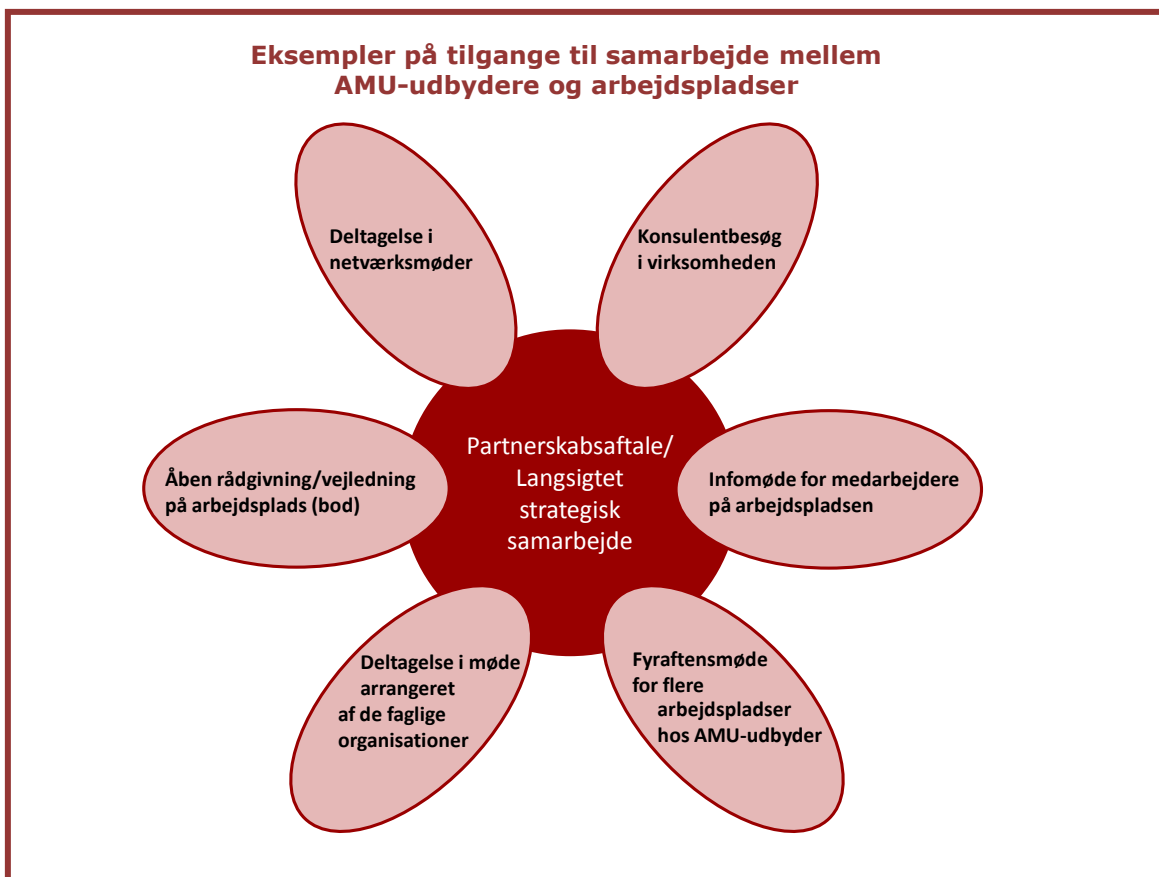 Eksempler på tilgange til samarbejde mellem
AMU-udbydere og arbejdspladser
Deltagelse i
netværksmøder
Konsulentbesøg
i virksomheden
Åben rådgivning/vejledning
på arbejdsplads (bod)
Partnerskabsaftale/
Langsigtet
strategisk
samarbejde
Infomøde for medarbejdere
på arbejdspladsen
Deltagelse i møde
arrangeret
af de faglige
organisationer
Fyraftensmøde
for flere
arbejdspladser
hos AMU-udbyder